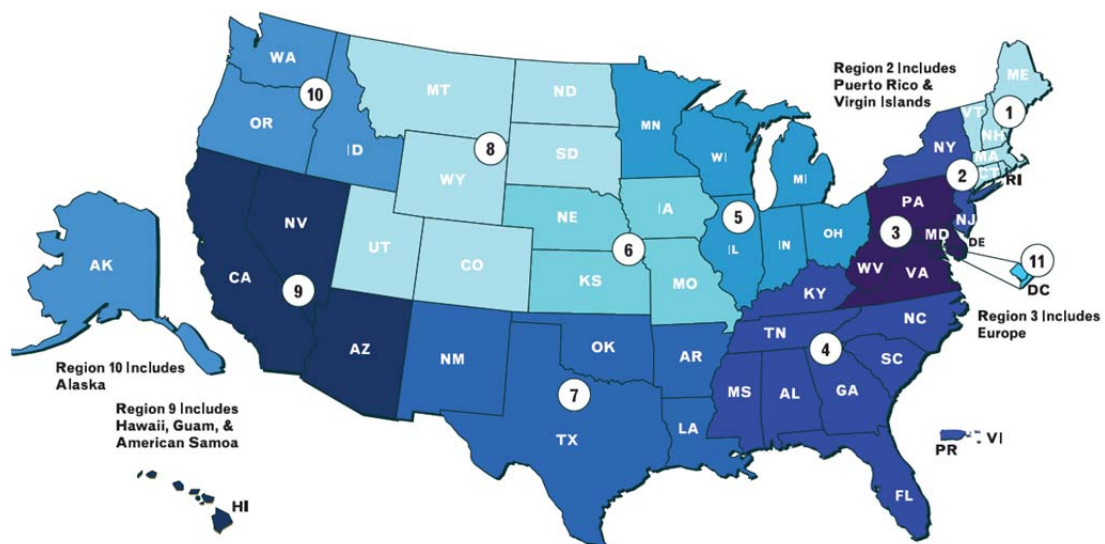 WA
ME
Region 2 Includes
Puerto Rico &
Virgin Islands
MT
ND
10
VT
1
MN
NH
OR
NY
8
ID
SD
WI
MA
MI
WY
2
CT
RI
PA
NE
IA
5
NJ
NV
3
MD
DE
UT
6
OH
IL
IN
11
AK
CO
WV
CA
KS
MO
VA
DC
9
KY
Region 3 Includes
Europe
NC
TN
AZ
OK
AR
4
NM
SC
Region 10 Includes
Alaska
7
MS
AL
GA
Region 9 Includes
Hawaii, Guam, &
American Samoa
LA
TX
PR
VI
FL
HI